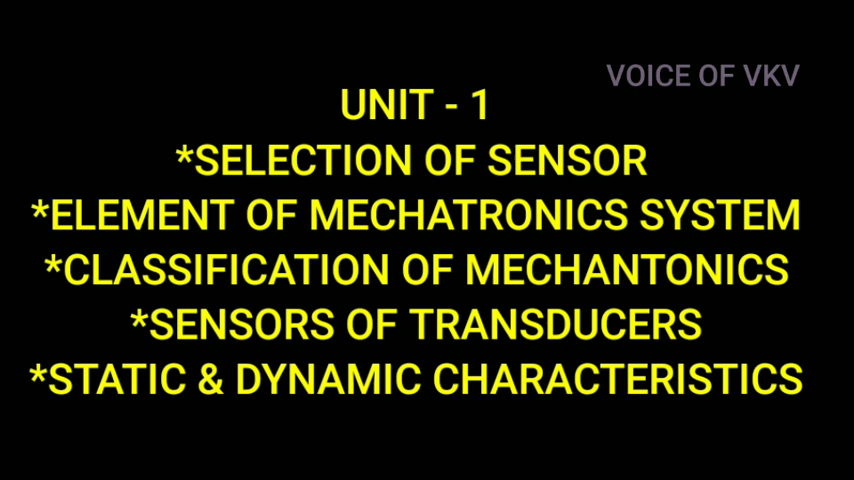 VOICE OF VKV
UNIT - 1
*SELECTION OF SENSOR
*ELEMENT OF MECHATRONICS SYSTEM
*CLASSIFICATION OF MECHANTONICS
*SENSORS OF TRANSDUCERS
*STATIC & DYNAMIC CHARACTERISTICS